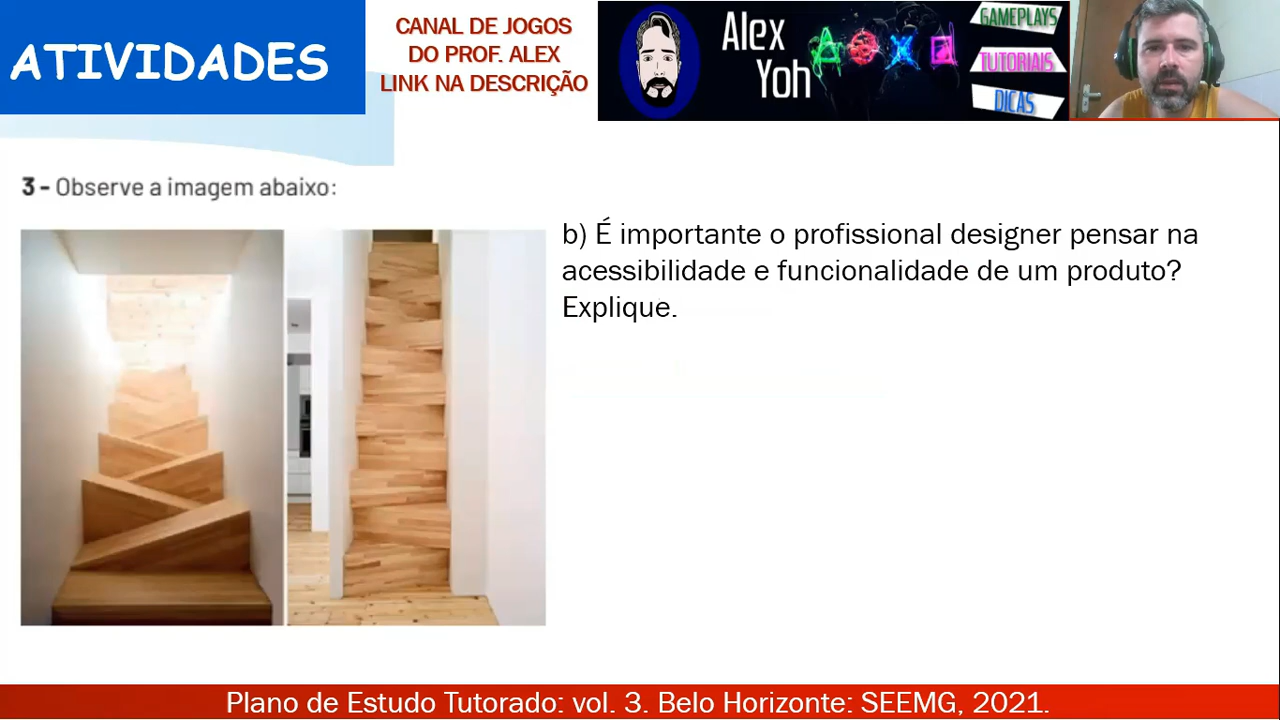 ATIVIDADES
CANAL DE JOGOS
DO PROF. ALEX
LINK NA DESCRIÇÃO
Alex
Yoh
GAMEPLAYS
TUTORIAIS
DICAS
3 - Observe a imagem abaixo:
b) É importante o profissional designer pensar na
acessibilidade e funcionalidade de um produto?
Explique.
Plano de Estudo Tutorado: vol. 3. Belo Horizonte: SEEMG, 2021.